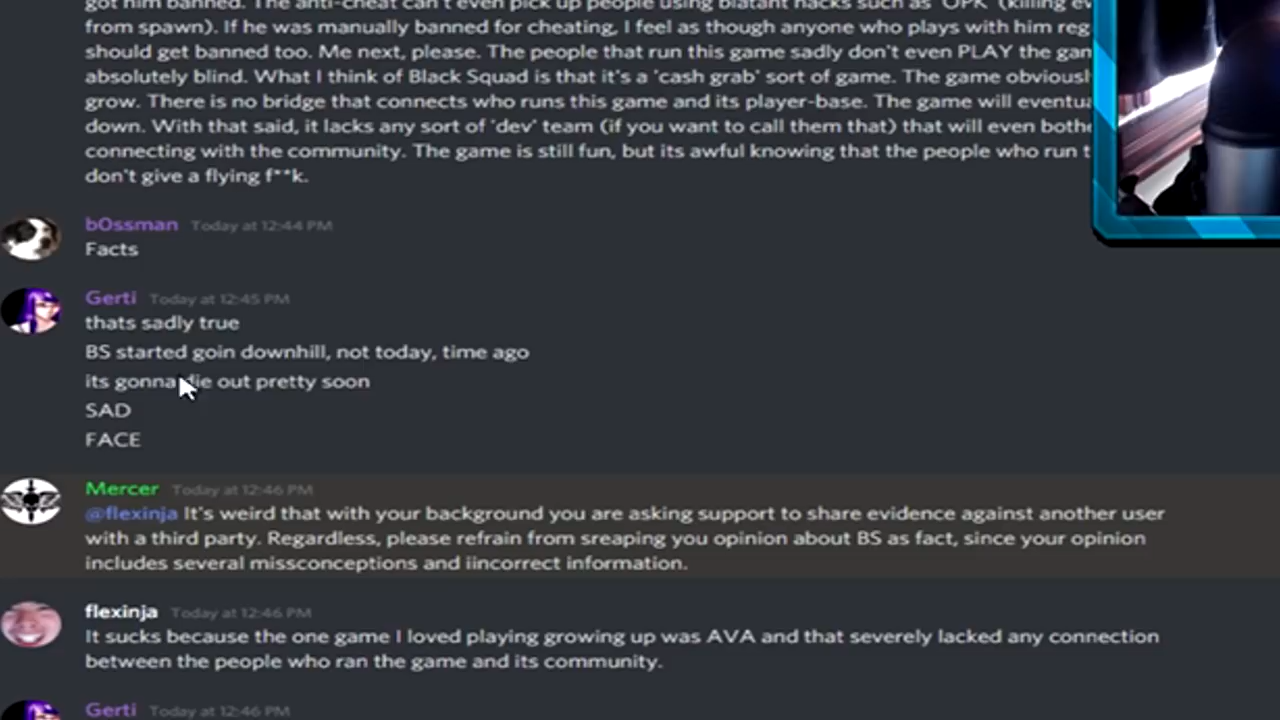 got him banned. The anti-cheat can't even pick up people using blatant hacks such as 'OPK' (killing ev
from spawn). If he was manually banned for cheating, I feel as though anyone who plays with him reg
should get banned too. Me next, please. The people that run this game sadly don't even PLAY the gam
absolutely blind. What I think of Black Squad is that it's a 'cash grab' sort of game. The game obviousl
grow. There is no bridge that connects who runs this game and its player-base. The game will eventua
down. With that said, it lacks any sort of 'dev' team (if you want to call them that) that will even bothe
connecting with the community. The game is still fun, but its awful knowing that the people who run t
don't give a flying f**k.
b0ssman Today at 12:44 PM
Facts
Gerti Today at 12:45 PM
thats sadly true
BS started goin downhill, not today, time ago
its gonna die out pretty soon
SAD
FACE
Mercer Today at 12:46 PM
@flexinja It's weird that with your background you are asking support to share evidence against another user
with a third party. Regardless, please refrain from sreaping you opinion about BS as fact, since your opinion
includes several missconceptions and iincorrect information.
flexinja Today at 12:46 PM
It sucks because the one game I loved playing growing up was AVA and that severely lacked any connection
between the people who ran the game and its community.
Gerti Today at 12:46 PM